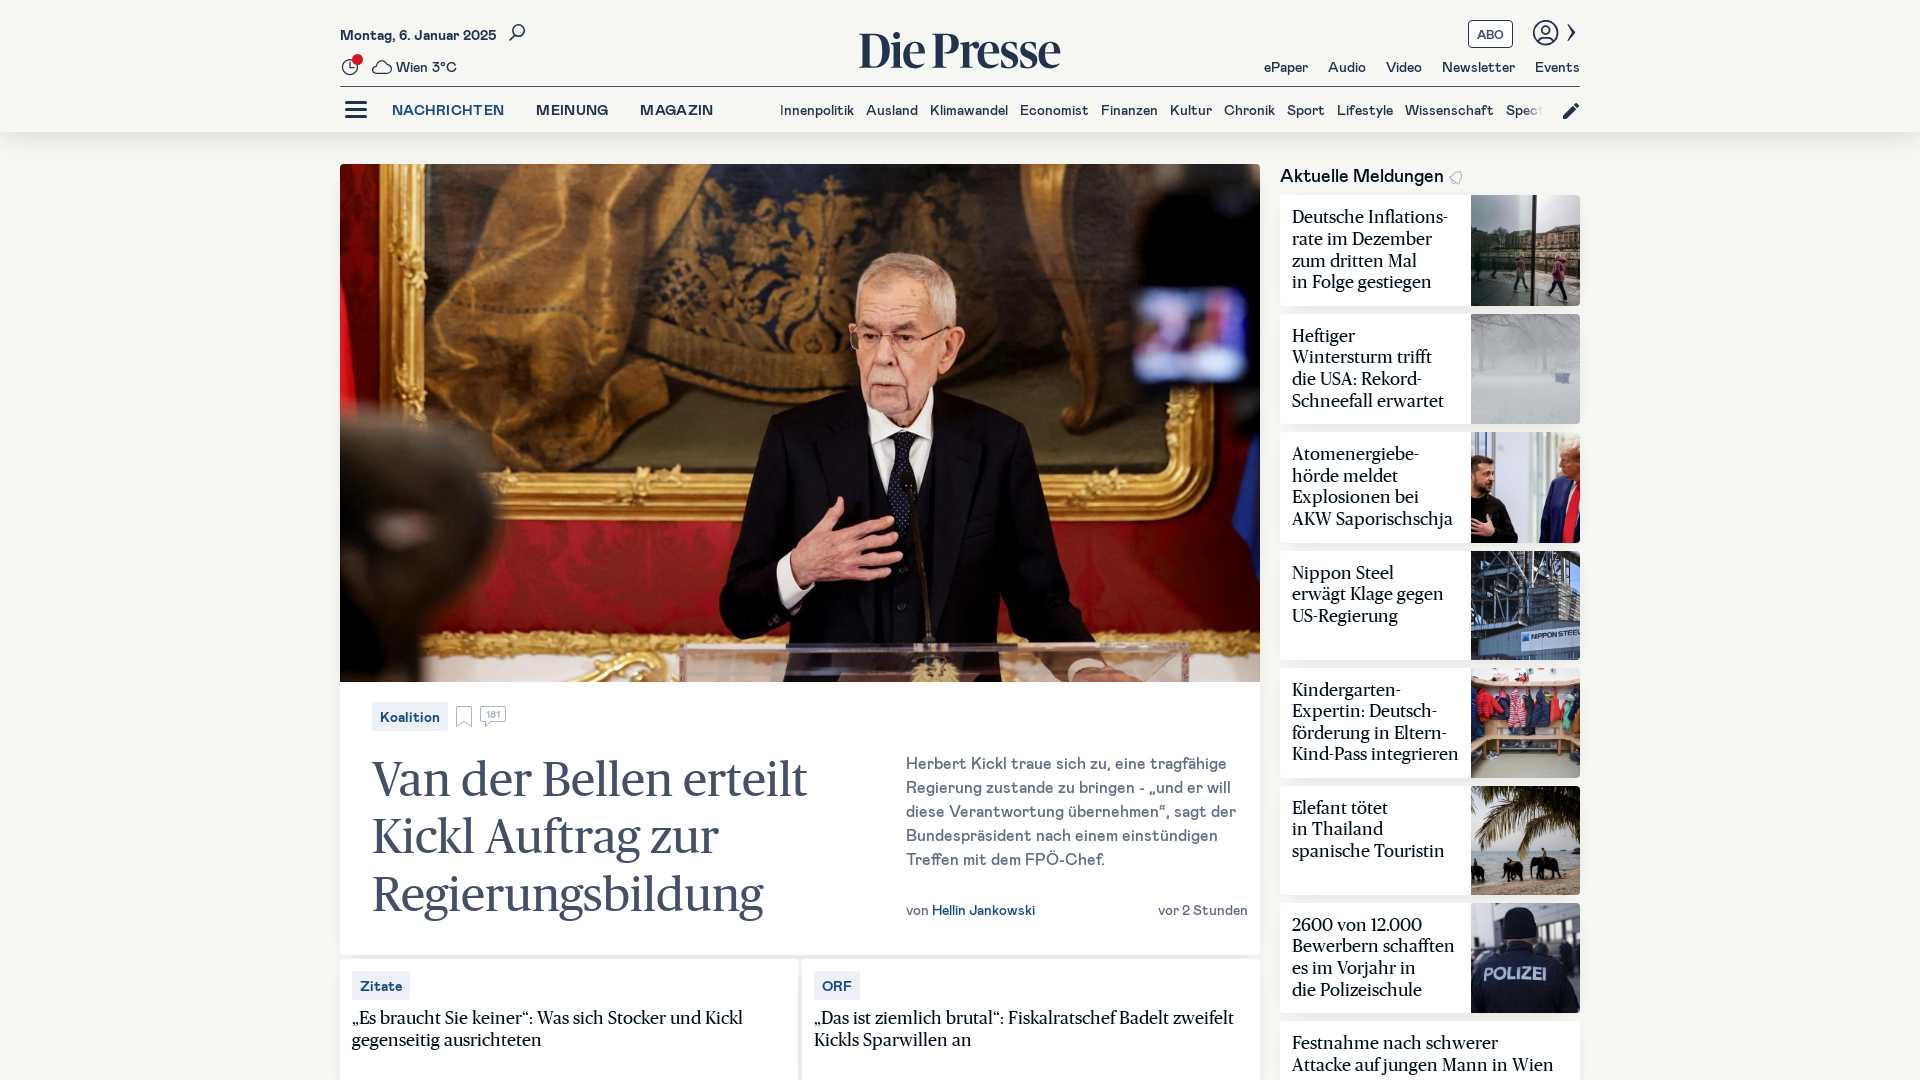 Montag, 6. Januar 2025
Wien 3°C
Die Presse
ABO
ePaper Audio Video Newsletter Events
NACHRICHTEN MEINUNG MAGAZIN
Innenpolitik Ausland Klimawandel Economist Finanzen Kultur Chronik Sport Lifestyle Wissenschaft Spect
Koalition
181
Van der Bellen erteilt
Kickl Auftrag zur
Regierungsbildung
Herbert Kickl traue sich zu, eine tragfähige
Regierung zustande zu bringen - „und er will
diese Verantwortung übernehmen“, sagt der
Bundespräsident nach einem einstündigen
Treffen mit dem FPÖ-Chef.
von Hellin Jankowski
vor 2 Stunden
Zitate
„Es braucht Sie keiner“: Was sich Stocker und Kickl
gegenseitig ausrichteten
ORF
„Das ist ziemlich brutal“: Fiskalratschef Badelt zweifelt
Kickls Sparwillen an
Aktuelle Meldungen
Deutsche Inflations-
rate im Dezember
zum dritten Mal
in Folge gestiegen
Heftiger
Wintersturm trifft
die USA: Rekord-
Schneefall erwartet
Atomenergiebe-
hörde meldet
Explosionen bei
AKW Saporischschja
Nippon Steel
erwägt Klage gegen
US-Regierung
NIPPON STEEL
Kindergarten-
Expertin: Deutsch-
förderung in Eltern-
Kind-Pass integrieren
Elefant tötet
in Thailand
spanische Touristin
2600 von 12.000
Bewerbern schafften
es im Vorjahr in
die Polizeischule
POLIZEI
Festnahme nach schwerer
Attacke auf jungen Mann in Wien